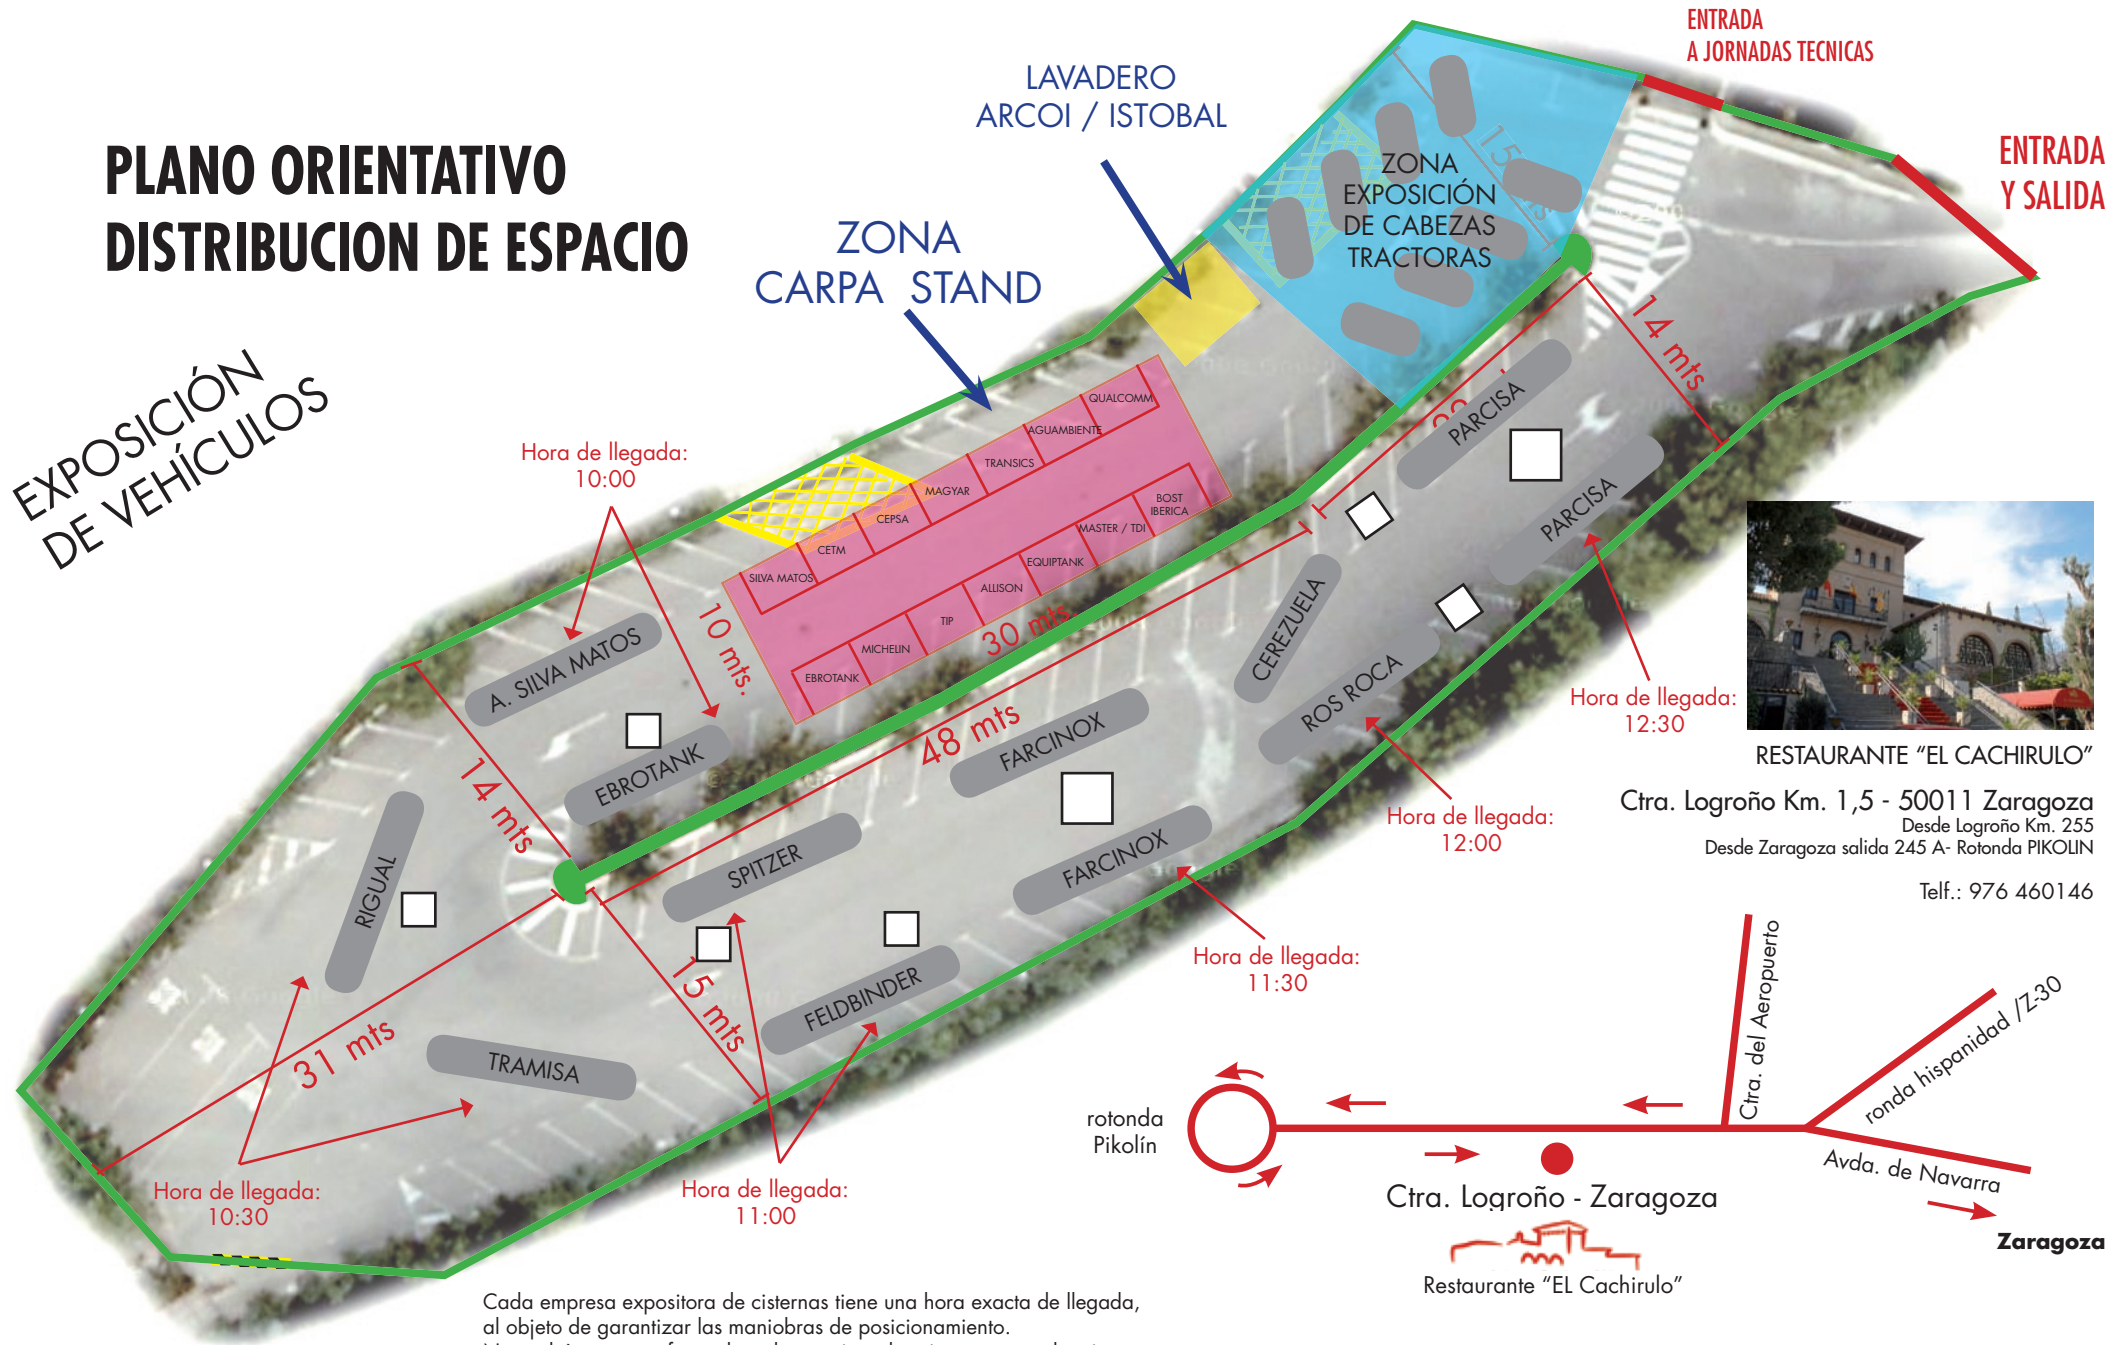 PLANO ORIENTATIVO
DISTRIBUCION DE ESPACIO
EXPOSICIÓN
DE VEHÍCULOS
LAVADERO
ARCOI / ISTOBAL
ZONA
CARPA STAND
ENTRADA
A JORNADAS TECNICAS
ENTRADA
Y SALIDA
ZONA
EXPOSICIÓN
DE CABEZAS
TRACTORAS
14 mts
QUALCOMM
AGUAMBIENTE
TRANSICS
MAGYAR
CEPSA
CETM
SILVA MATOS
BOST
IBERICA
MASTER / TDI
EQUIPTANK
ALLISON
TIP
MICHELIN
EBROTANK
10 mts.
30 mts.
48 mts
Hora de llegada:
10:00
A. SILVA MATOS
EBROTANK
14 mts
RIGUAL
31 mts
TRAMISA
Hora de llegada:
10:30
SPITZER
15 mts
FELDBINDER
Hora de llegada:
11:00
FARCINOX
FARCINOX
Hora de llegada:
11:30
CEREZUELA
ROS ROCA
Hora de llegada:
12:00
PARCISA
PARCISA
Hora de llegada:
12:30
RESTAURANTE “EL CACHIRULO”
Ctra. Logroño Km. 1,5 - 50011 Zaragoza
Desde Logroño Km. 255
Desde Zaragoza salida 245 A- Rotonda PIKOLIN
Telf.: 976 460146
Ctra. del Aeropuerto
ronda hispanidad /Z-30
rotonda
Pikolín
Avda. de Navarra
Zaragoza
Ctra. Logroño - Zaragoza
Restaurante “EL Cachirulo”
Cada empresa expositora de cisternas tiene una hora exacta de llegada,
al objeto de garantizar las maniobras de posicionamiento.